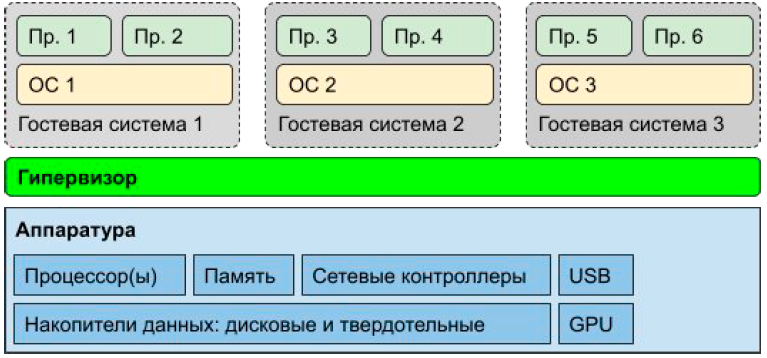 Пр. 1 Пр. 2 Пр. 3 Пр. 4 Пр. 5 Пр. 6
ОС 1 ОС 2 ОС 3
Гостевая система 1 Гостевая система 2 Гостевая система 3
Гипервизор
Аппаратура
Процессор(ы) Память Сетевые контроллеры USB
Накопители данных: дисковые и твердотельные GPU